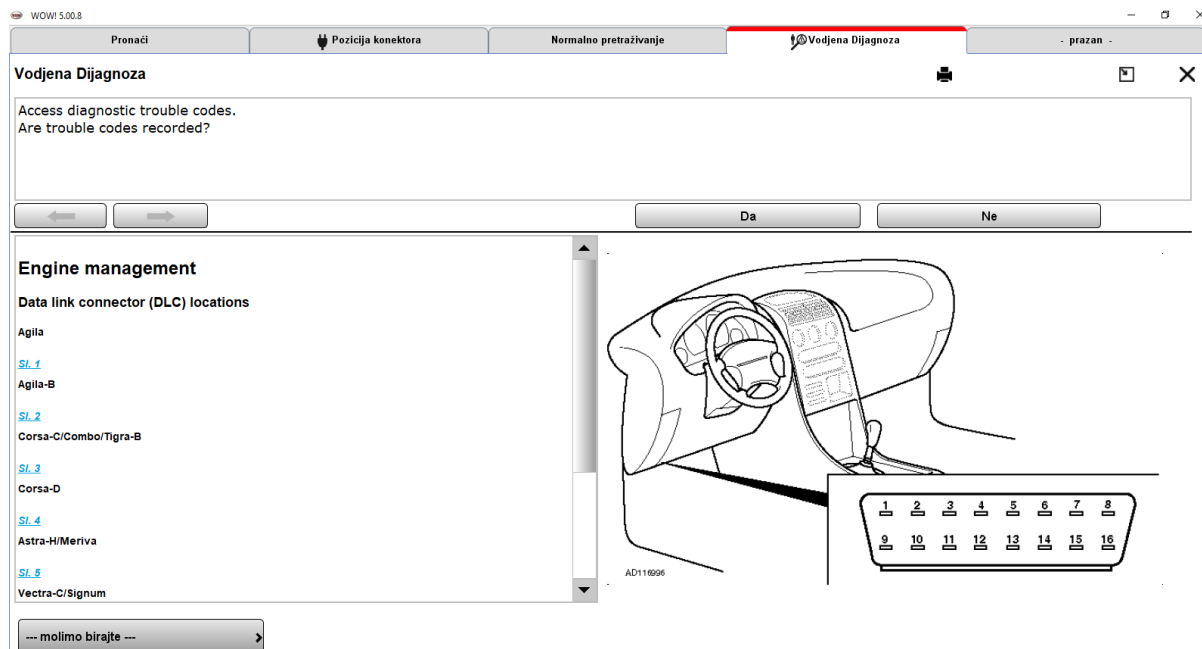 WOW! 5.00.8
Pronaći
Pozicija konektora
Normalno pretraživanje
Vodjena Dijagnoza
- prazan -
Vodjena Dijagnoza
Access diagnostic trouble codes.
Are trouble codes recorded?
Da
Ne
Engine management
Data link connector (DLC) locations
Agila
Sl. 1
Agila-B
Sl. 2
Corsa-C/Combo/Tigra-B
Sl. 3
Corsa-D
Sl. 4
Astra-H/Meriva
Sl. 5
Vectra-C/Signum
1 2 3 4 5 6 7 8
9 10 11 12 13 14 15 16
AD116996
--- molimo birajte ---